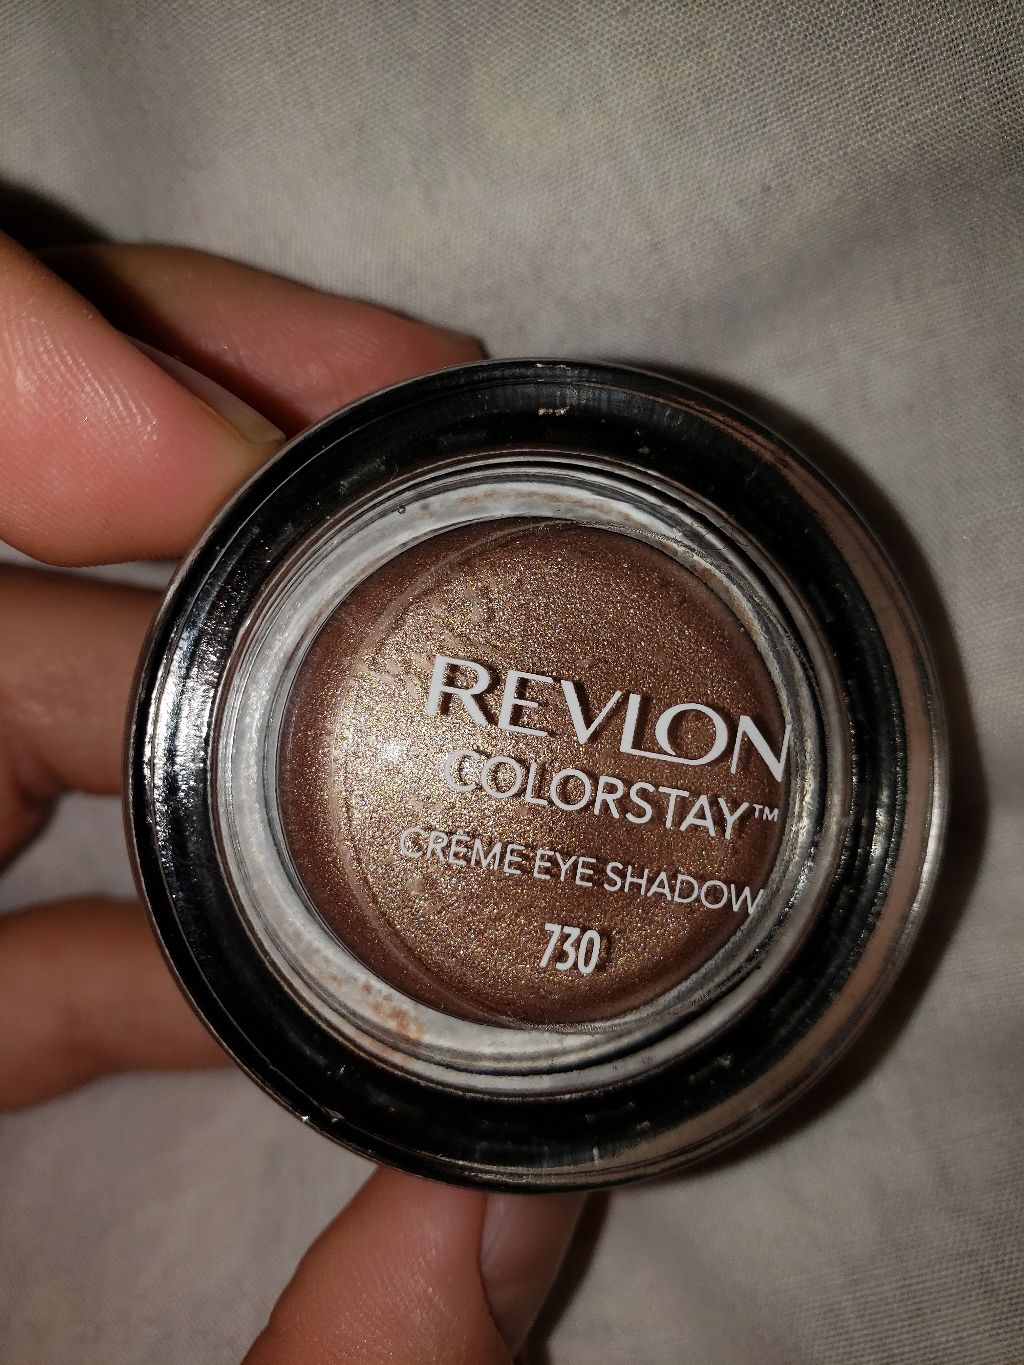 REVLON
COLORSTAY™
CRÈME EYE SHADOW
730